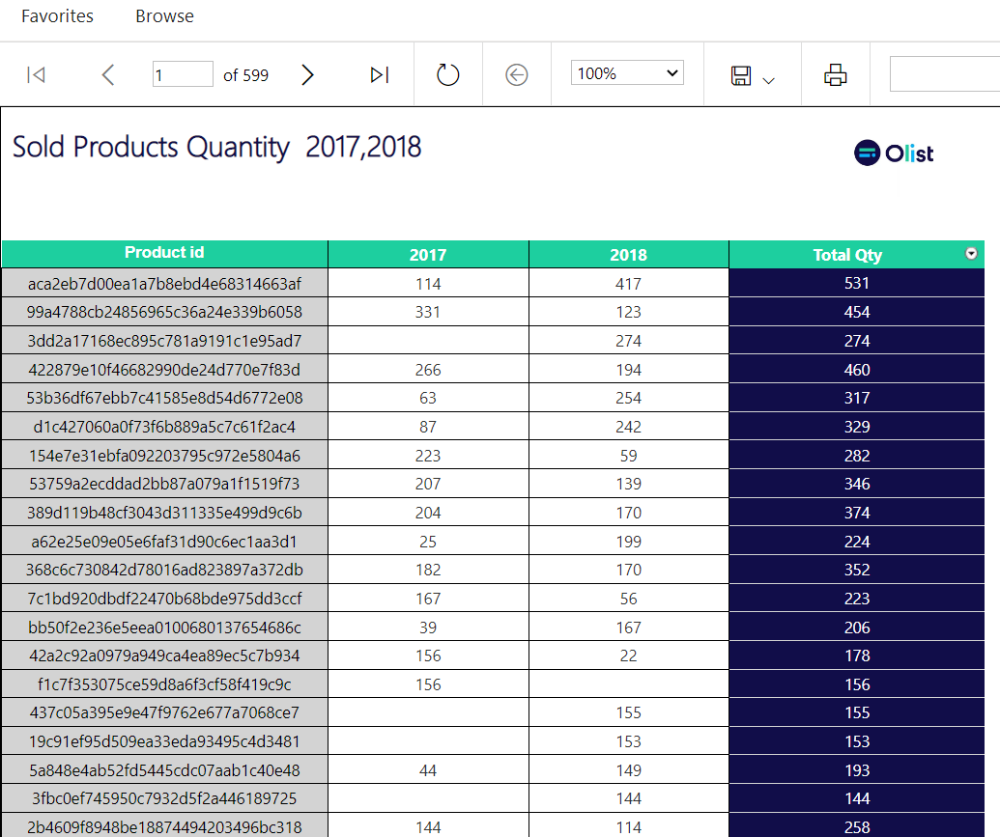 Favorites Browse
1 of 599 100%
Sold Products Quantity 2017,2018
Olist
Product id 2017 2018 Total Qty
aca2eb7d00ea1a7b8ebd4e68314663af 114 417 531
99a4788cb24856965c36a24e339b6058 331 123 454
3dd2a17168ec895c781a9191c1e95ad7 274 274
422879e10f46682990de24d770e7f83d 266 194 460
53b36df67ebb7c41585e8d54d6772e08 63 254 317
d1c427060a0f73f6b889a5c7c61f2ac4 87 242 329
154e7e31ebfa092203795c972e5804a6 223 59 282
53759a2ecddad2bb87a079a1f1519f73 207 139 346
389d119b48cf3043d311335e499d9c6b 204 170 374
a62e25e09e05e6faf31d90c6ec1aa3d1 25 199 224
368c6c730842d78016ad823897a372db 182 170 352
7c1bd920dbdf22470b68bde975dd3ccf 167 56 223
bb50f2e236e5eea0100680137654686c 39 167 206
42a2c92a0979a949ca4ea89ec5c7b934 156 22 178
f1c7f353075ce59d8a6f3cf58f419c9c 156 156
437c05a395e9e47f9762e677a7068ce7 155 155
19c91ef95d509ea33eda93495c4d3481 153 153
5a848e4ab52fd5445cdc07aab1c40e48 44 149 193
3fbc0ef745950c7932d5f2a446189725 144 144
2b4609f8948be18874494203496bc318 144 114 258